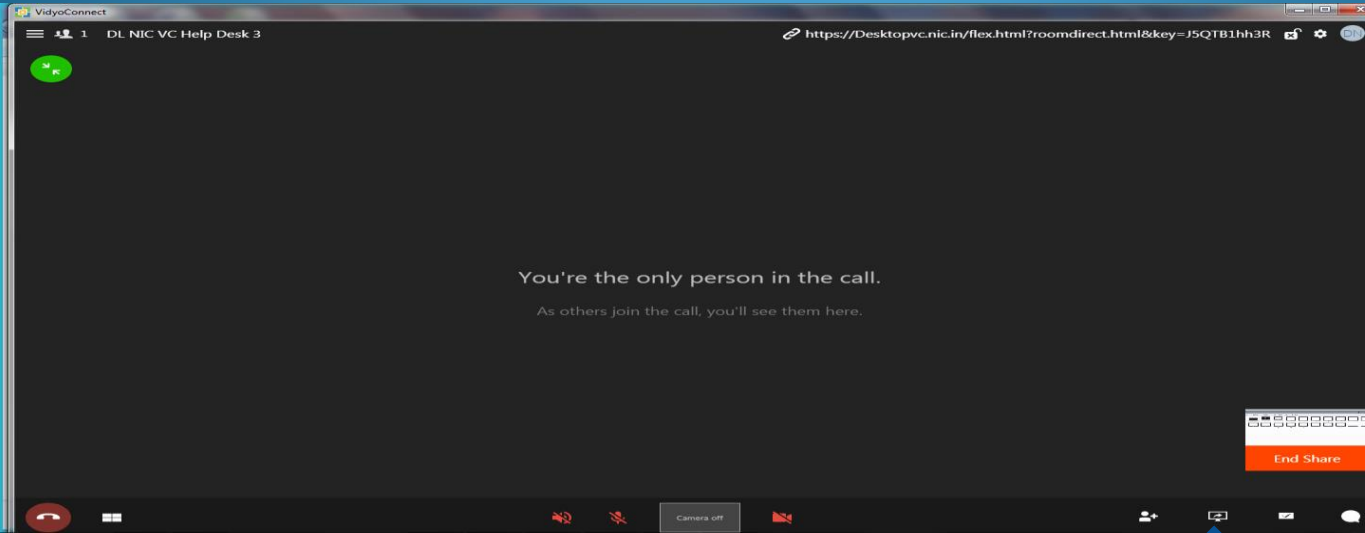 VidyoConnect
1 DL NIC VC Help Desk 3 https://Desktopvc.nic.in/flex.html?roomdirect.html&key=J5QTB1hh3R DN
You're the only person in the call.
As others join the call, you'll see them here.
End Share
Camera off